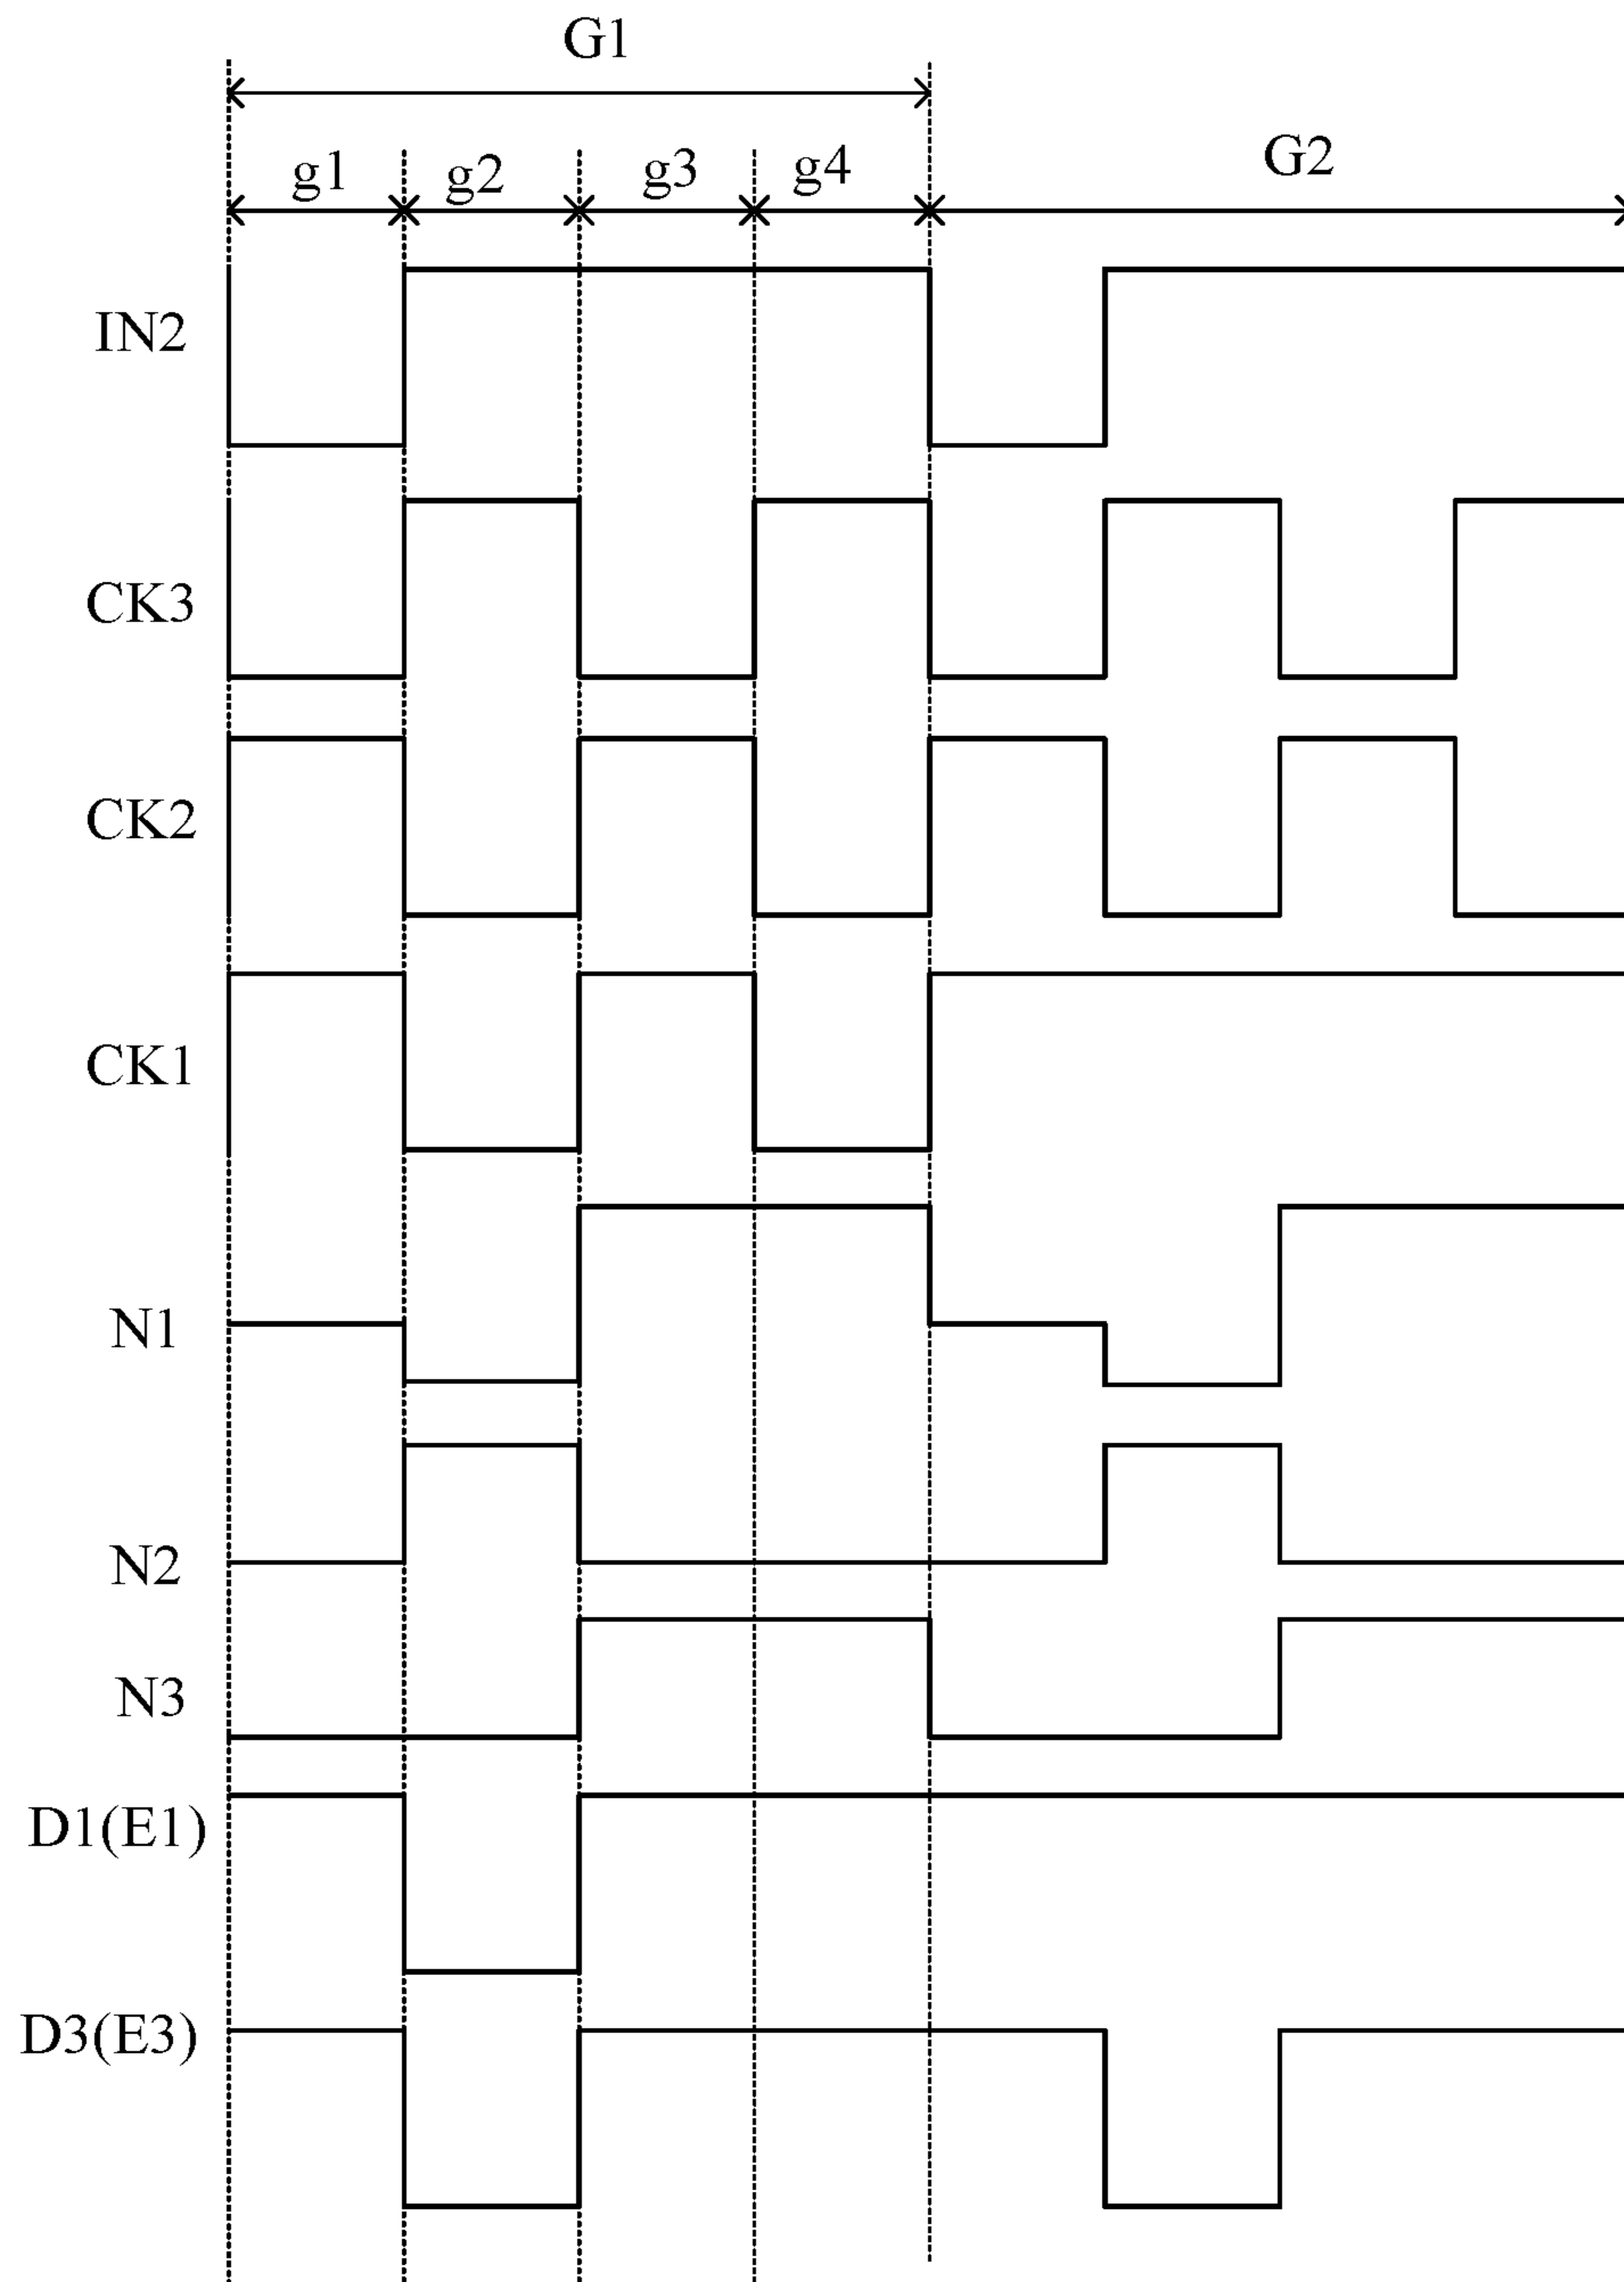 G1
g1 g2 g3 g4 G2
IN2
CK3
CK2
CK1
N1
N2
N3
D1(E1)
D3(E3)